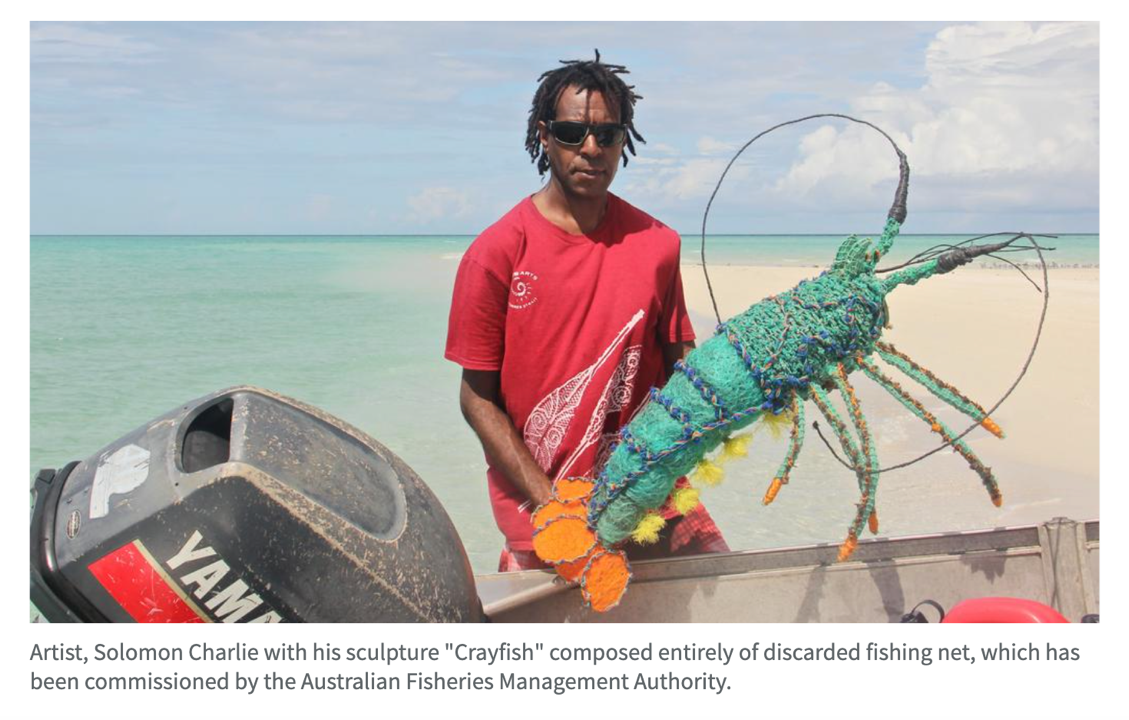 YAMA
Artist, Solomon Charlie with his sculpture "Crayfish" composed entirely of discarded fishing net, which has
been commissioned by the Australian Fisheries Management Authority.